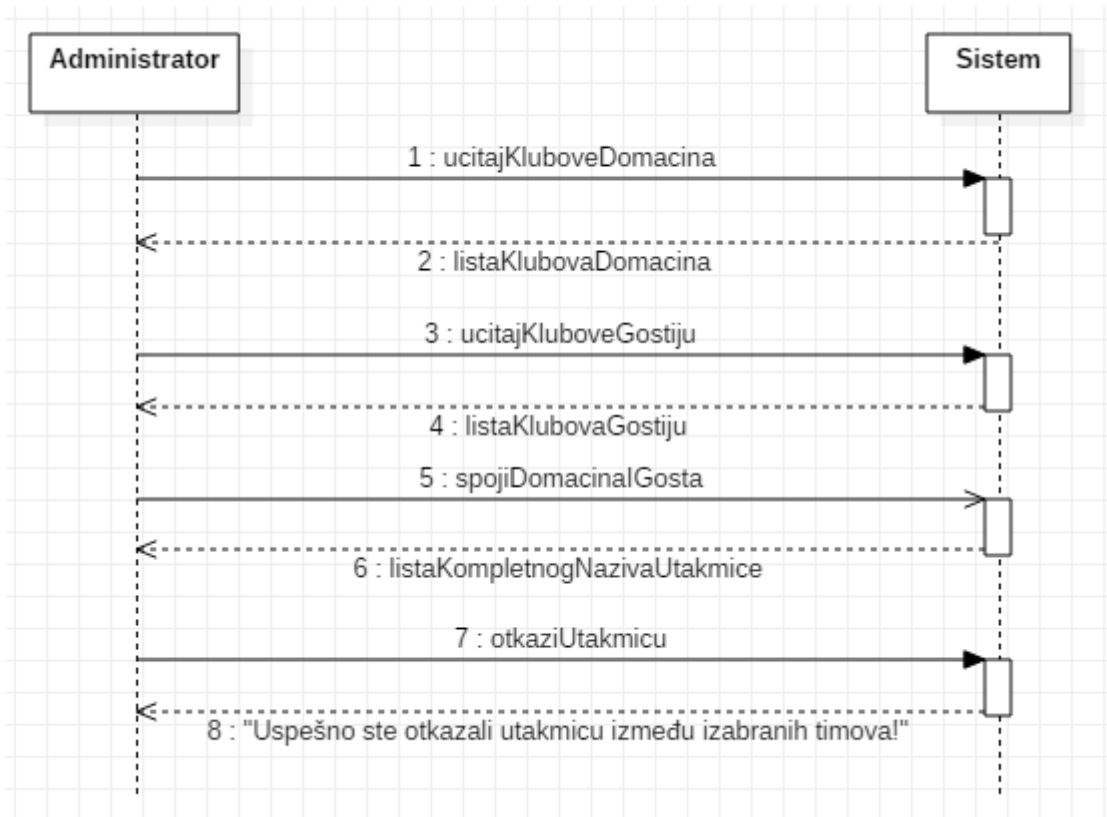 Administrator
Sistem
1 : ucitajKluboveDomacina
2 : listaKlubovaDomacina
3 : ucitajKluboveGostiju
4 : listaKlubovaGostiju
5 : spojiDomacinaIGosta
6 : listaKompletnogNazivaUtakmice
7 : otkaziUtakmicu
8 : "Uspešno ste otkazali utakmicu između izabranih timova!"